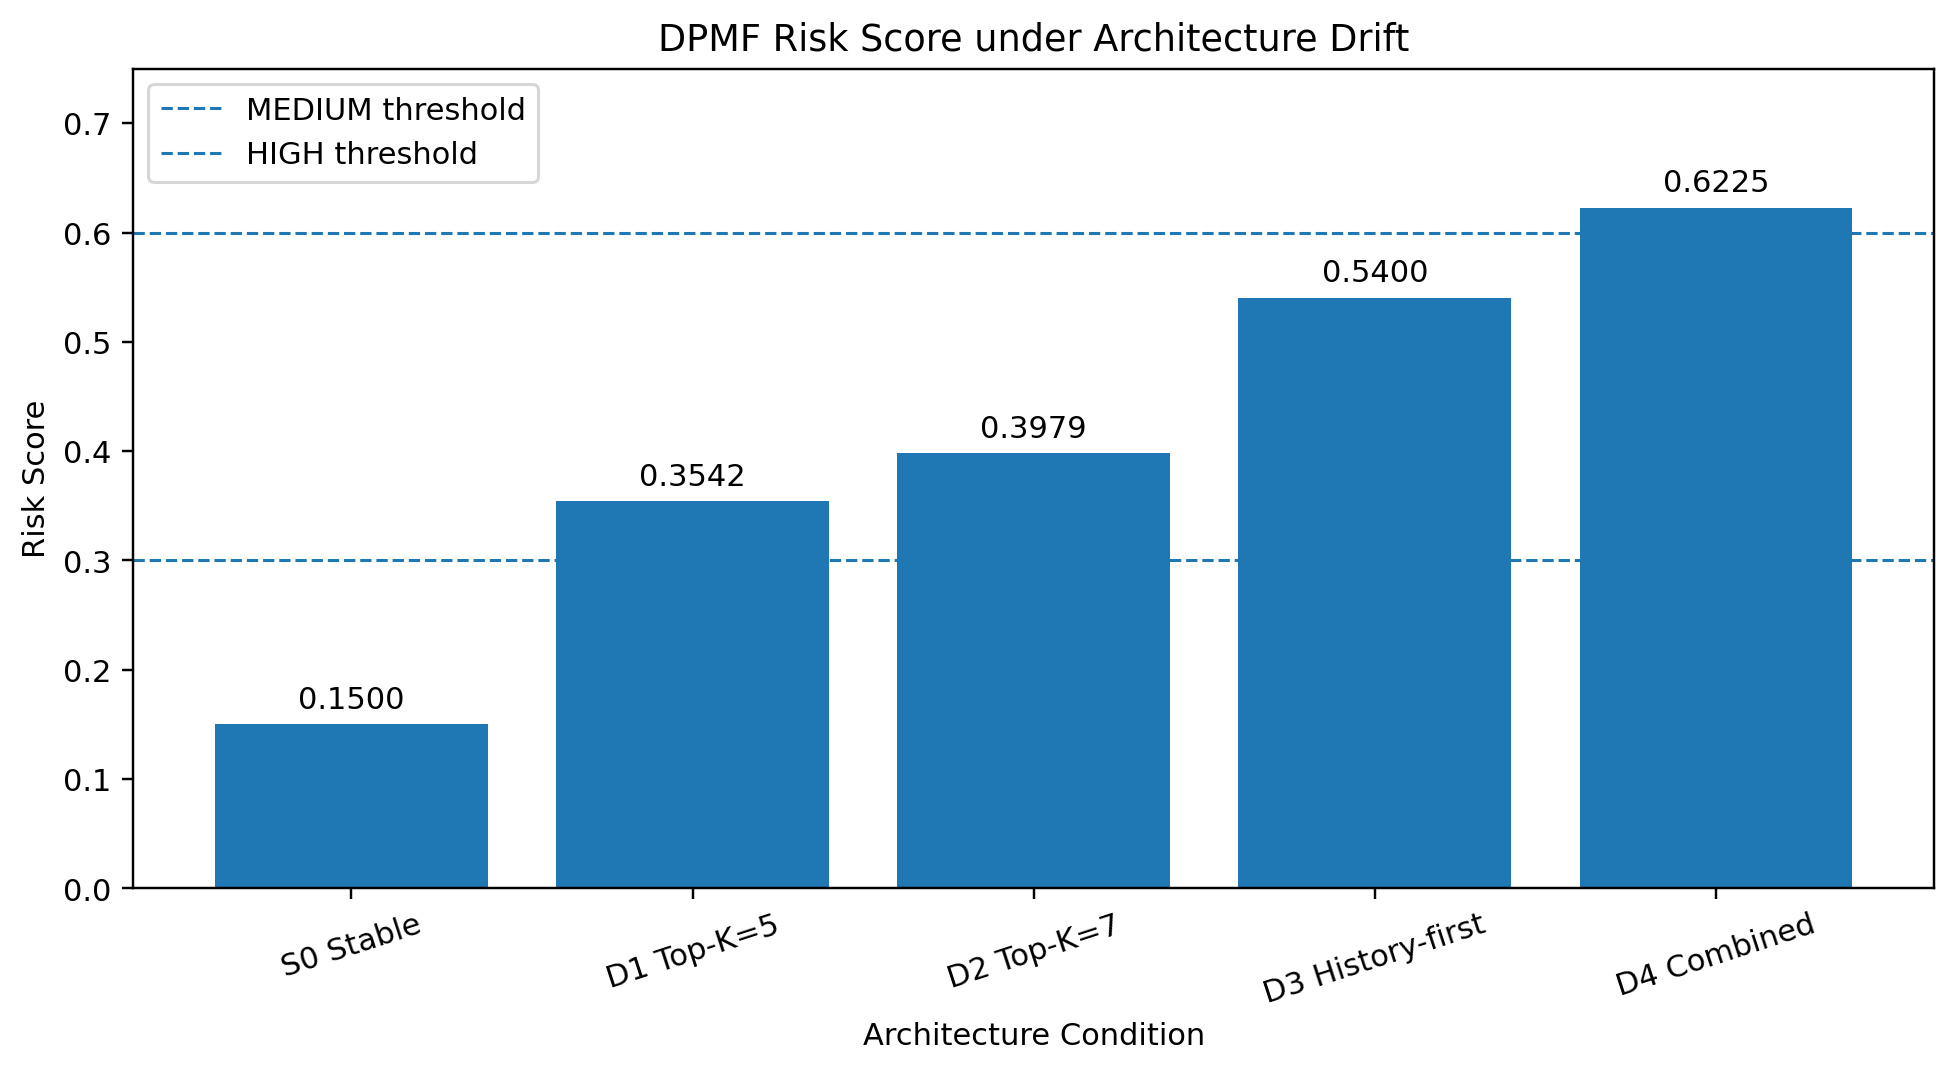 DPMF Risk Score under Architecture Drift
MEDIUM threshold
HIGH threshold
Risk Score
0.7
0.6
0.5
0.4
0.3
0.2
0.1
0.0
0.1500
0.3542
0.3979
0.5400
0.6225
S0 Stable
D1 Top-K=5
D2 Top-K=7
D3 History-first
D4 Combined
Architecture Condition